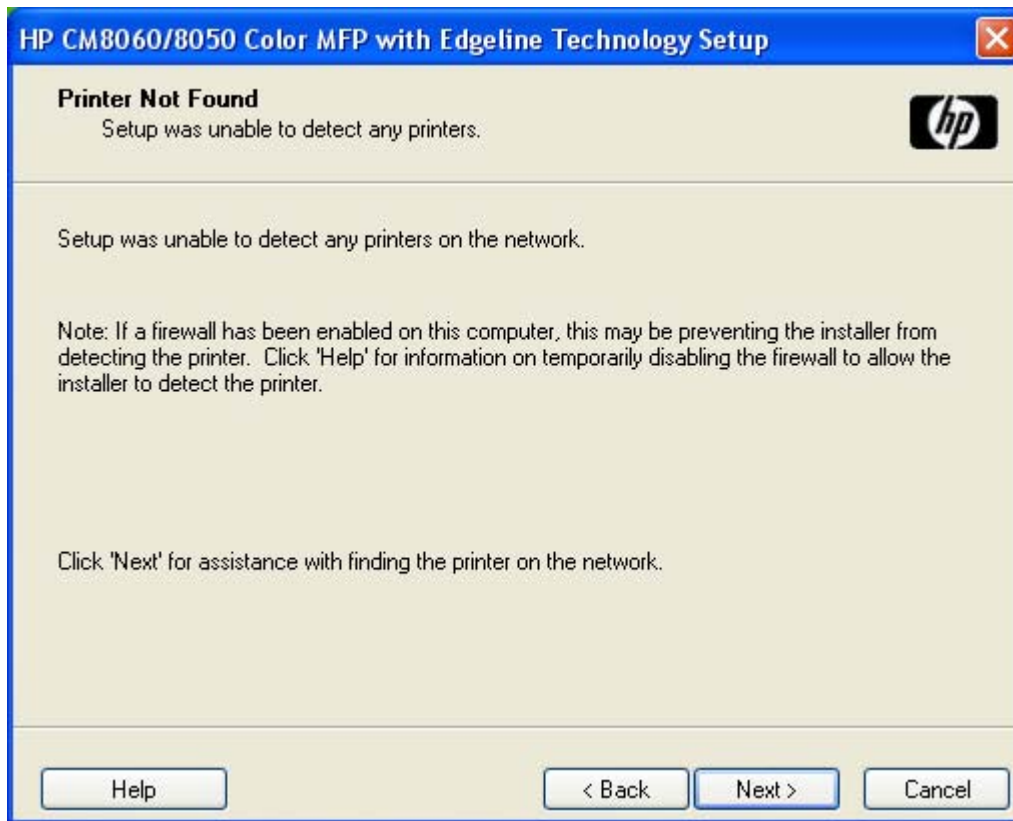 HP CM8060/8050 Color MFP with Edgeline Technology Setup
Printer Not Found
Setup was unable to detect any printers.
hp
Setup was unable to detect any printers on the network.
Note: If a firewall has been enabled on this computer, this may be preventing the installer from
detecting the printer.  Click 'Help' for information on temporarily disabling the firewall to allow the
installer to detect the printer.
Click 'Next' for assistance with finding the printer on the network.
Help
< Back
Next >
Cancel